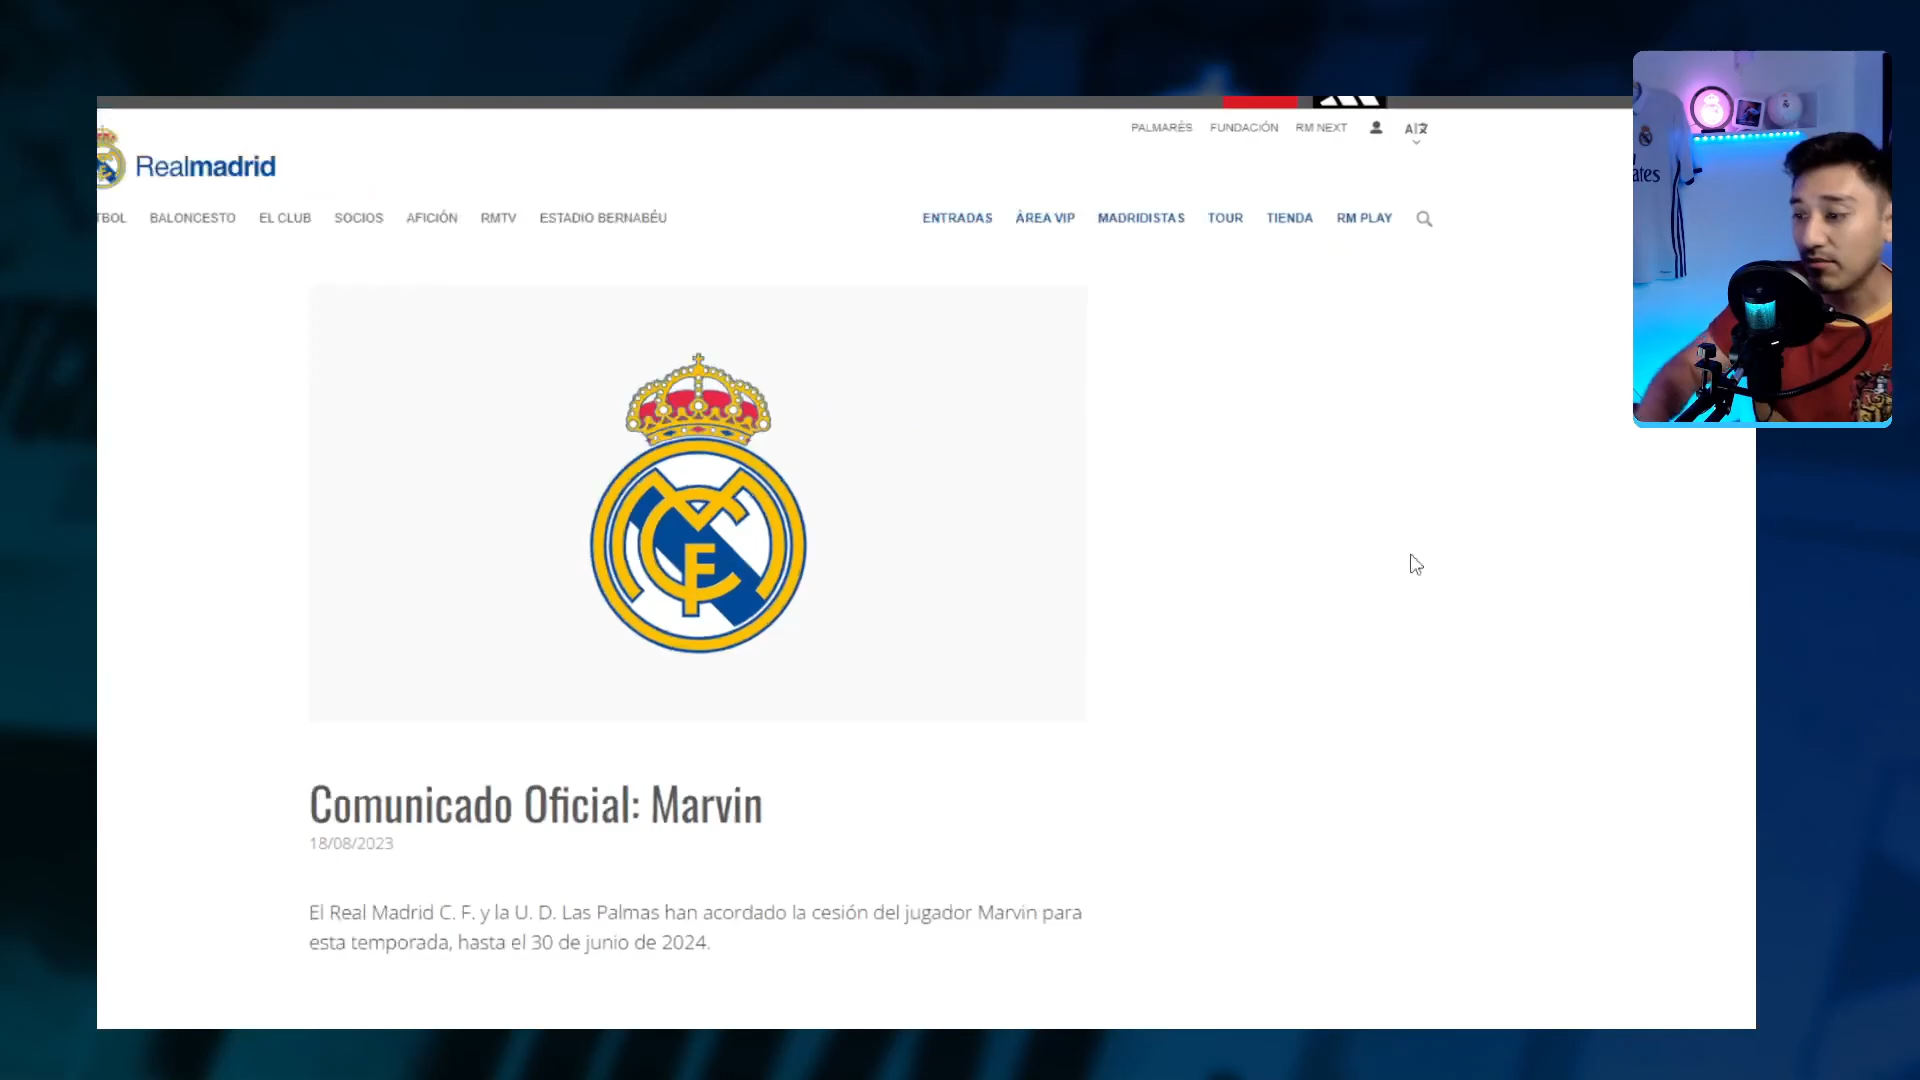 PALMARÉS FUNDACIÓN RM NEXT
Realmadrid
TBOL BALONCESTO EL CLUB SOCIOS AFICIÓN RMTV ESTADIO BERNABÉU ENTRADAS ÁREA VIP MADRIDISTAS TOUR TIENDA RM PLAY
ates
Comunicado Oficial: Marvin
18/08/2023
El Real Madrid C. F. y la U. D. Las Palmas han acordado la cesión del jugador Marvin para
esta temporada, hasta el 30 de junio de 2024.